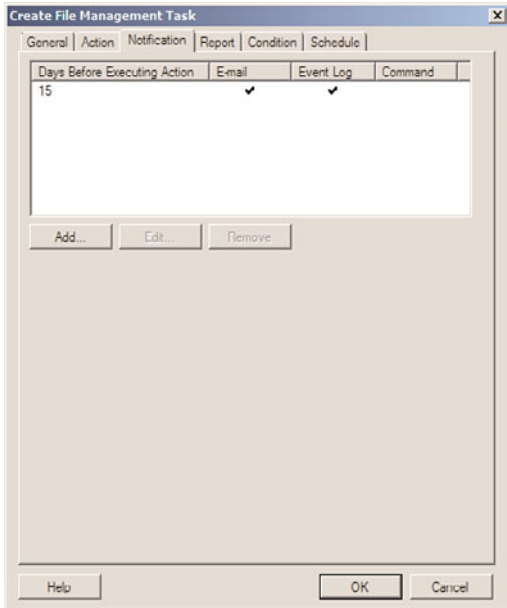 Create File Management Task
General Action Notification Report Condition Schedule
Days Before Executing Action E-mail Event Log Command
15
Add... Edit... Remove
Help OK Cancel